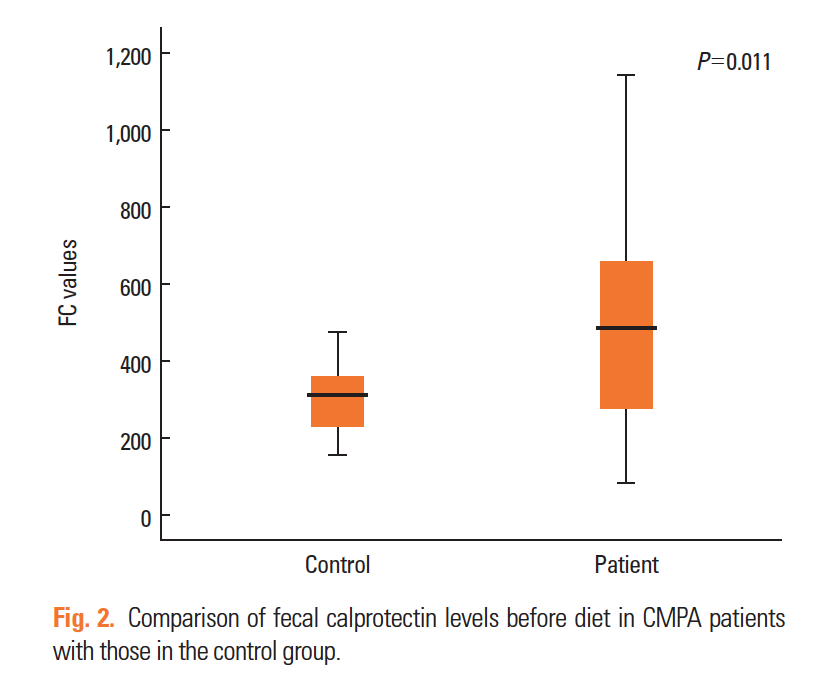 1,200
P=0.011
1,000
800
600
400
200
0
FC values
Control Patient
Fig. 2. Comparison of fecal calprotectin levels before diet in CMPA patients
with those in the control group.